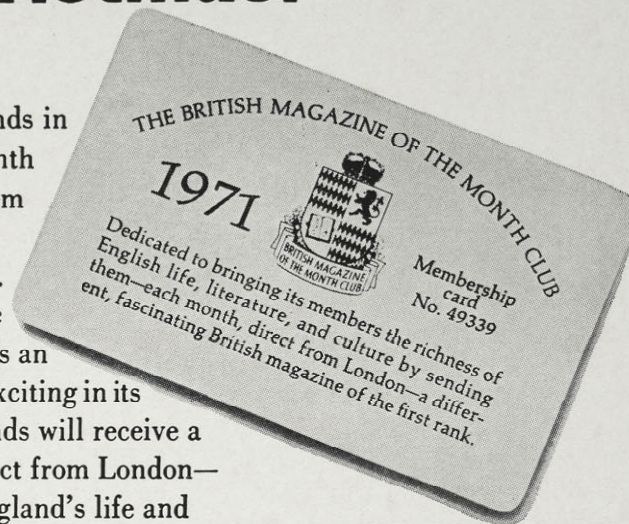 nds in
nth
m
THE BRITISH MAGAZINE OF THE MONTH CLUB
1971
BRITISH MAGAZINE
OF THE MONTH CLUB
Membership
card
No. 49339
Dedicated to bringing its members the richness of
English life, literature, and culture by sending
them—each month, direct from London—a differ-
ent, fascinating British magazine of the first rank.
s an
xciting in its
nds will receive a
ct from London—
gland's life and